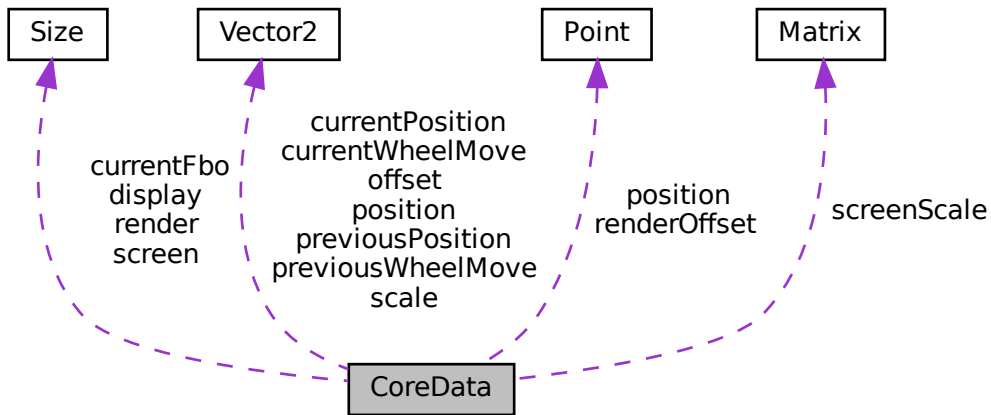 Size
Vector2
Point
Matrix
currentFbo
display
render
screen
currentPosition
currentWheelMove
offset
position
previousPosition
previousWheelMove
scale
position
renderOffset
screenScale
CoreData